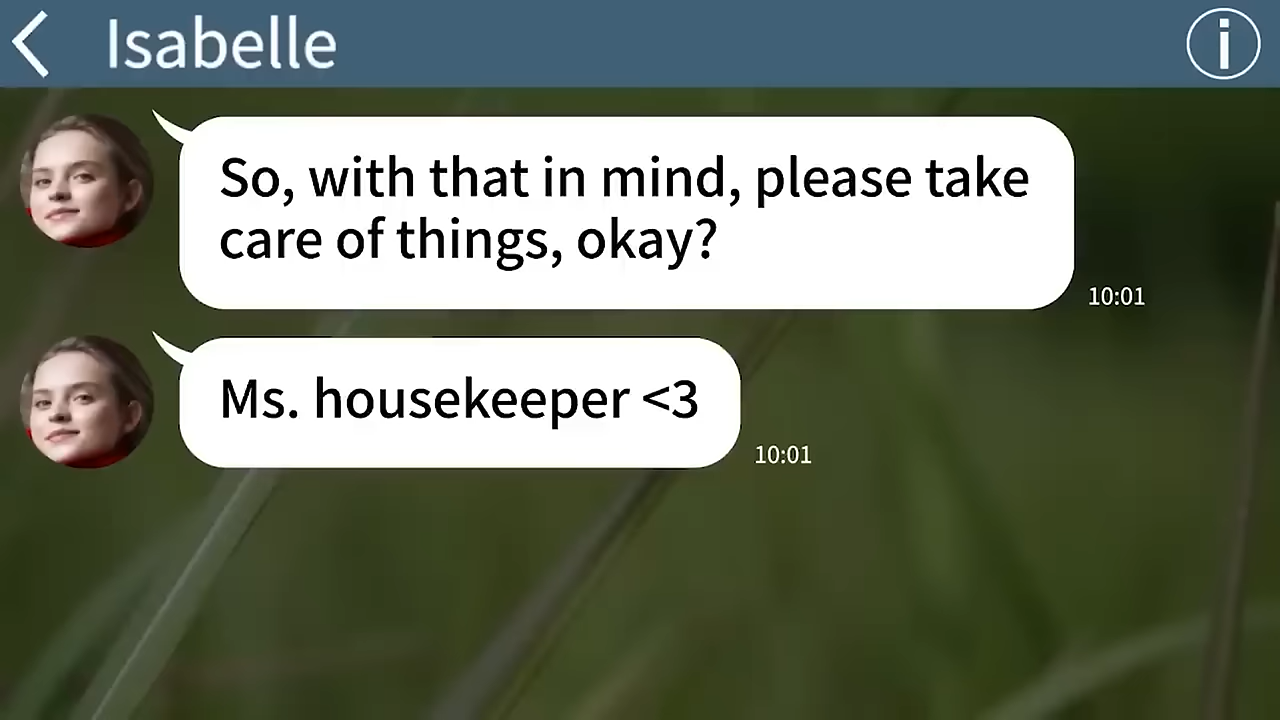 Isabelle
So, with that in mind, please take
care of things, okay?
10:01
Ms. housekeeper <3
10:01